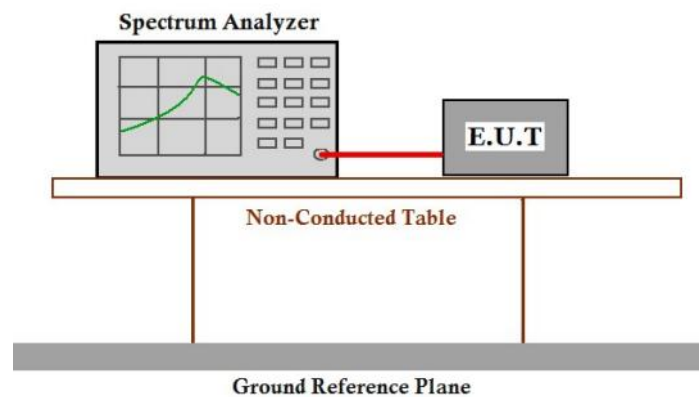 Spectrum Analyzer
E.U.T
Non-Conducted Table
Ground Reference Plane